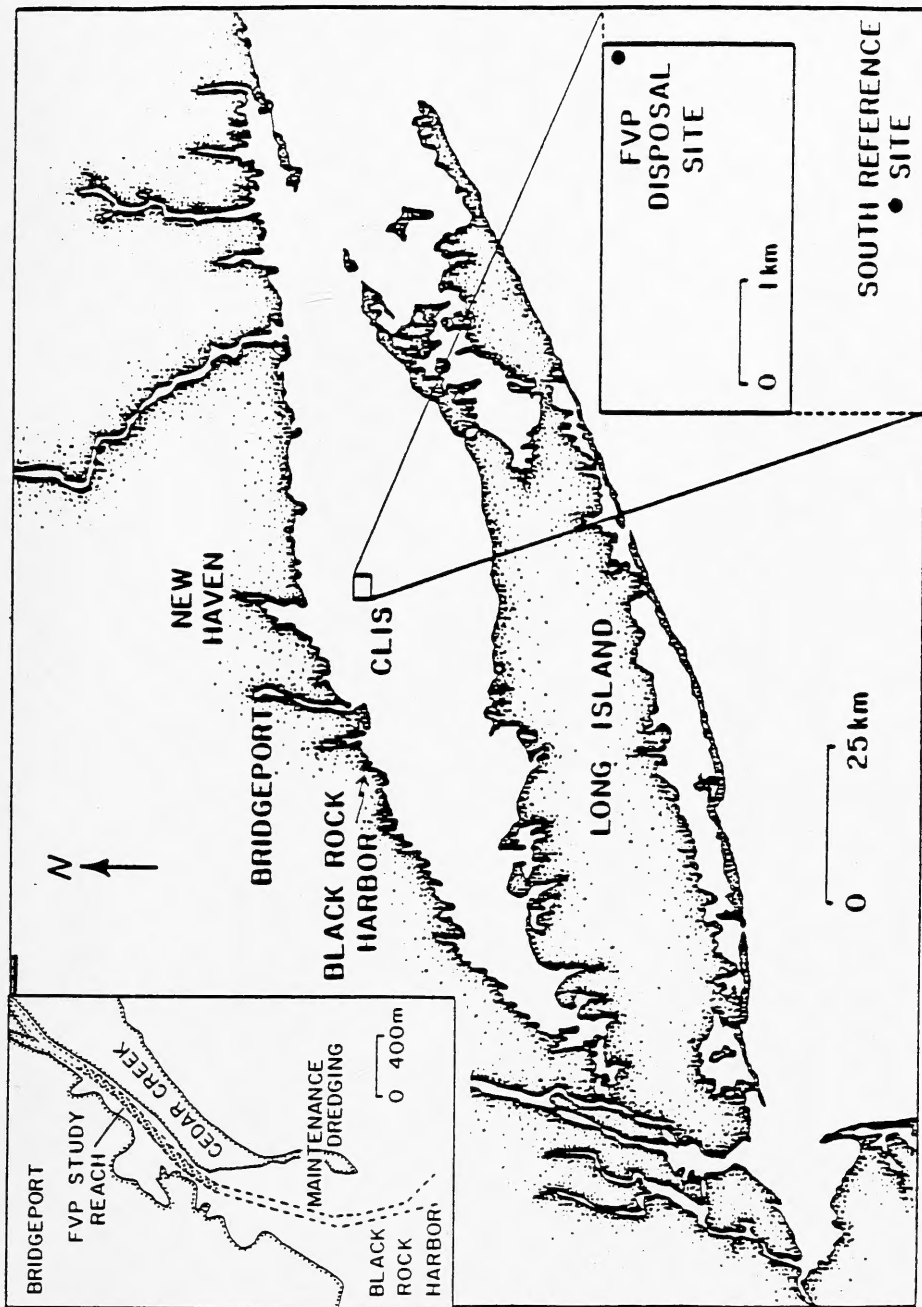 BRIDGEPORT
FVP STUDY
REACH
CEDAR CREEK
MAINTENANCE
DREDGING
0 400m
BLACK
ROCK
HARBOR
N
BRIDGEPORT
BLACK ROCK
HARBOR
NEW
HAVEN
CLIS
LONG ISLAND
0 25km
FVP
DISPOSAL
SITE
0 1km
SOUTH REFERENCE
SITE